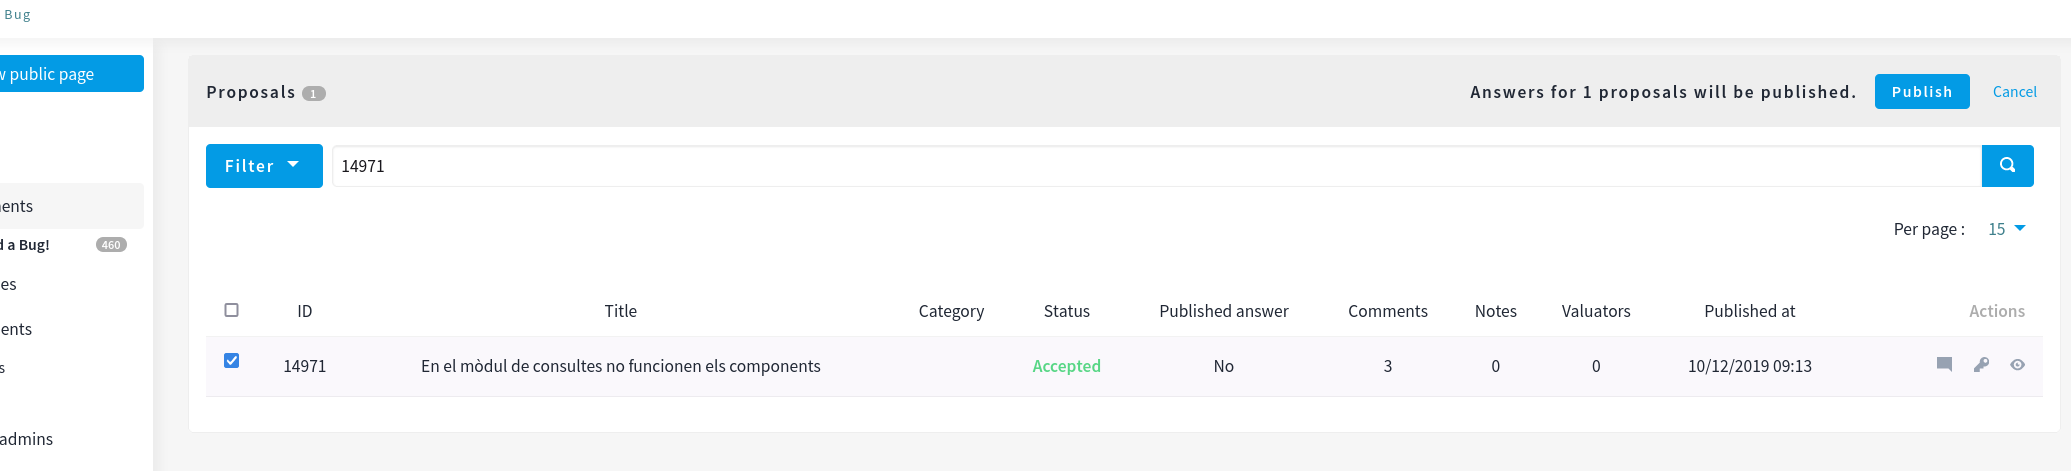 Bug
w public page
Proposals 1
Answers for 1 proposals will be published. Publish Cancel
Filter 14971
ents
d a Bug! 460
Per page : 15
es
ID Title Category Status Published answer Comments Notes Valuators Published at Actions
ents
14971 En el mòdul de consultes no funcionen els components Accepted No 3 0 0 10/12/2019 09:13
s
admins